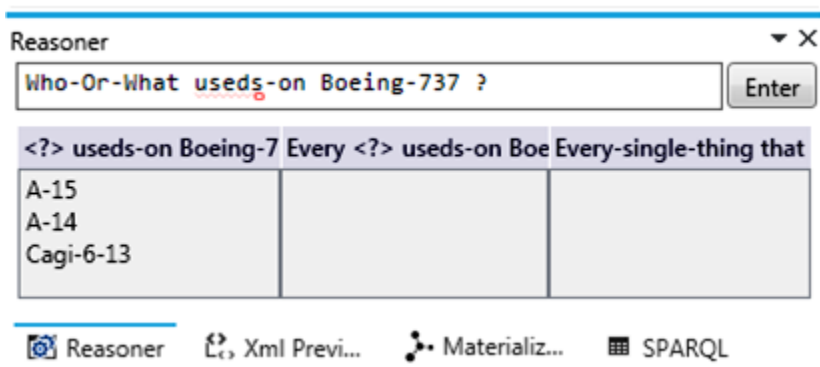 Reasoner
Who-Or-What useds-on Boeing-737 ?
Enter
<?> useds-on Boeing-7 Every <?> useds-on Boe Every-single-thing that
A-15
A-14
Cagi-6-13
Reasoner Xml Previ... Materializ... SPARQL